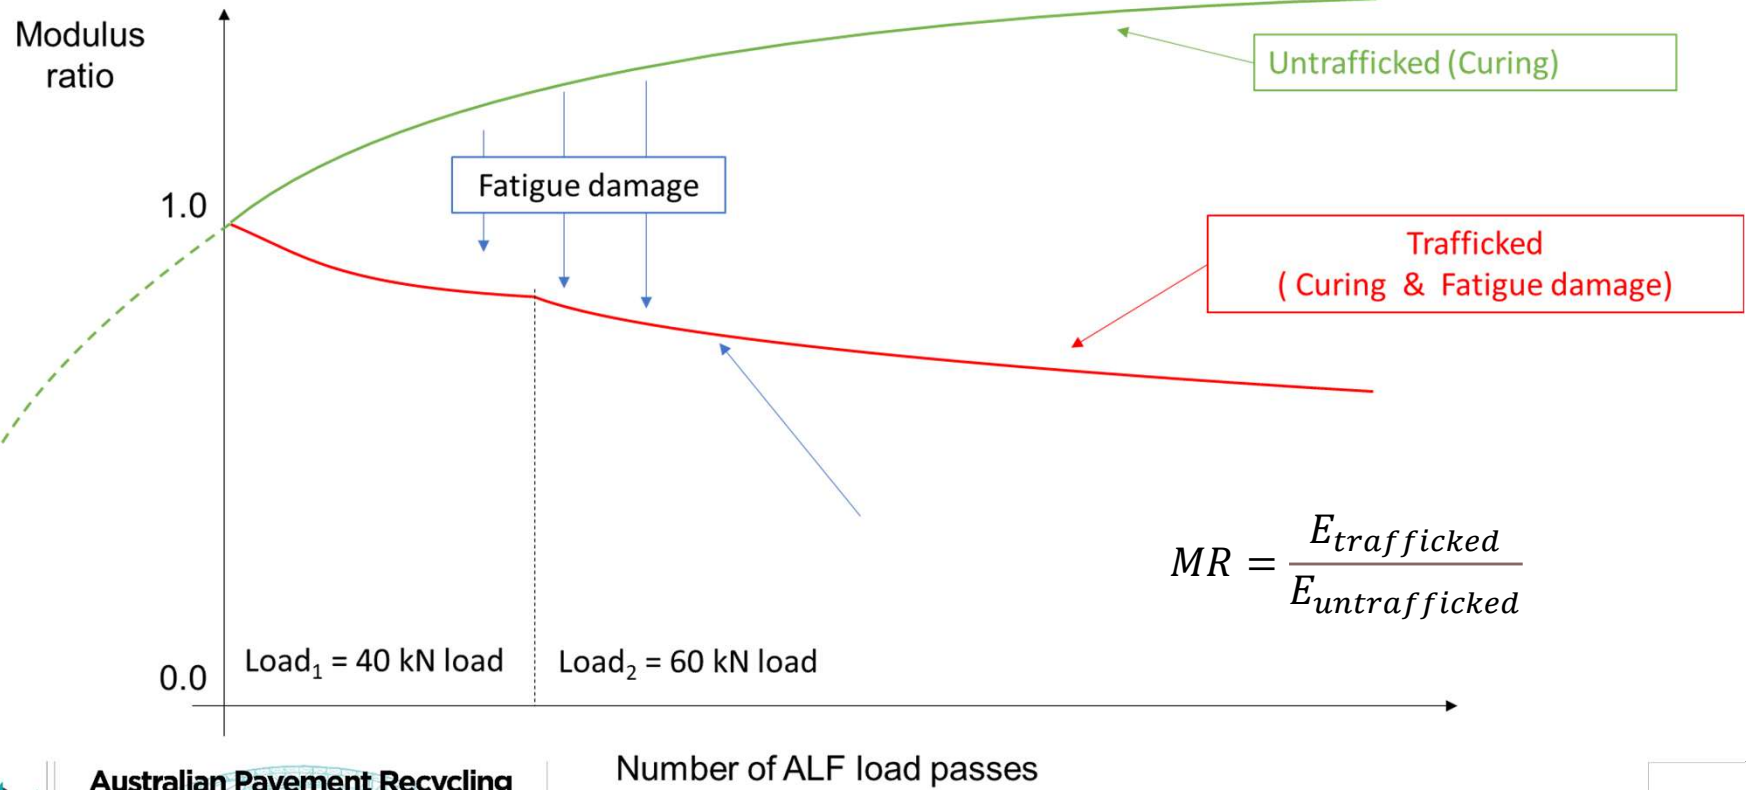 Modulus
ratio
Untrafficked (Curing)
Fatigue damage
1.0
Trafficked
( Curing & Fatigue damage)
MR = E_trafficked / E_untrafficked
Load₁ = 40 kN load
Load₂ = 60 kN load
0.0
Number of ALF load passes
Australian Pavement Recycling